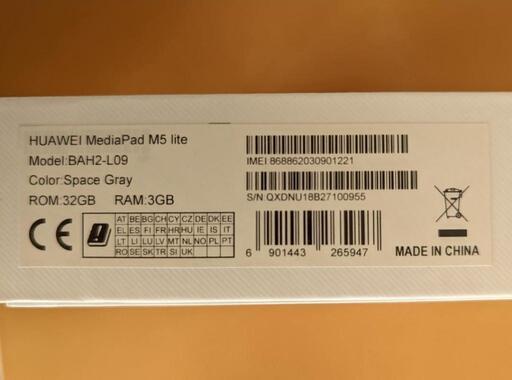 HUAWEI MediaPad M5 lite
Model:BAH2-L09
Color:Space Gray
ROM:32GB RAM:3GB
CE
AT BE BG CH CY CZ DE DK EE
EL ES FI FR HR HU IE IS IT
LT LI LU LV MT NL NO PL PT
RO SE SK TR SI UK
IMEI 868862030901221
S/N QXDNU18B27100955
6 901443 265947
MADE IN CHINA